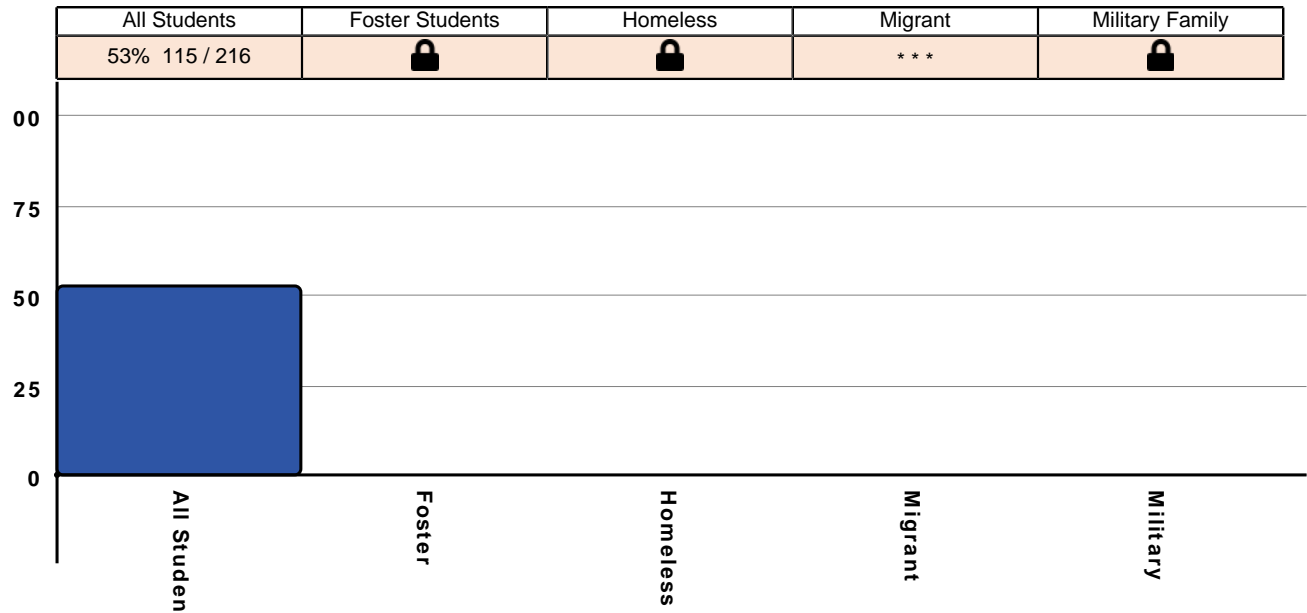 All Students Foster Students Homeless Migrant Military Family
53% 115 / 216 * * *
00
75
50
25
0
All Studen
Foster
Homeless
Migrant
Military